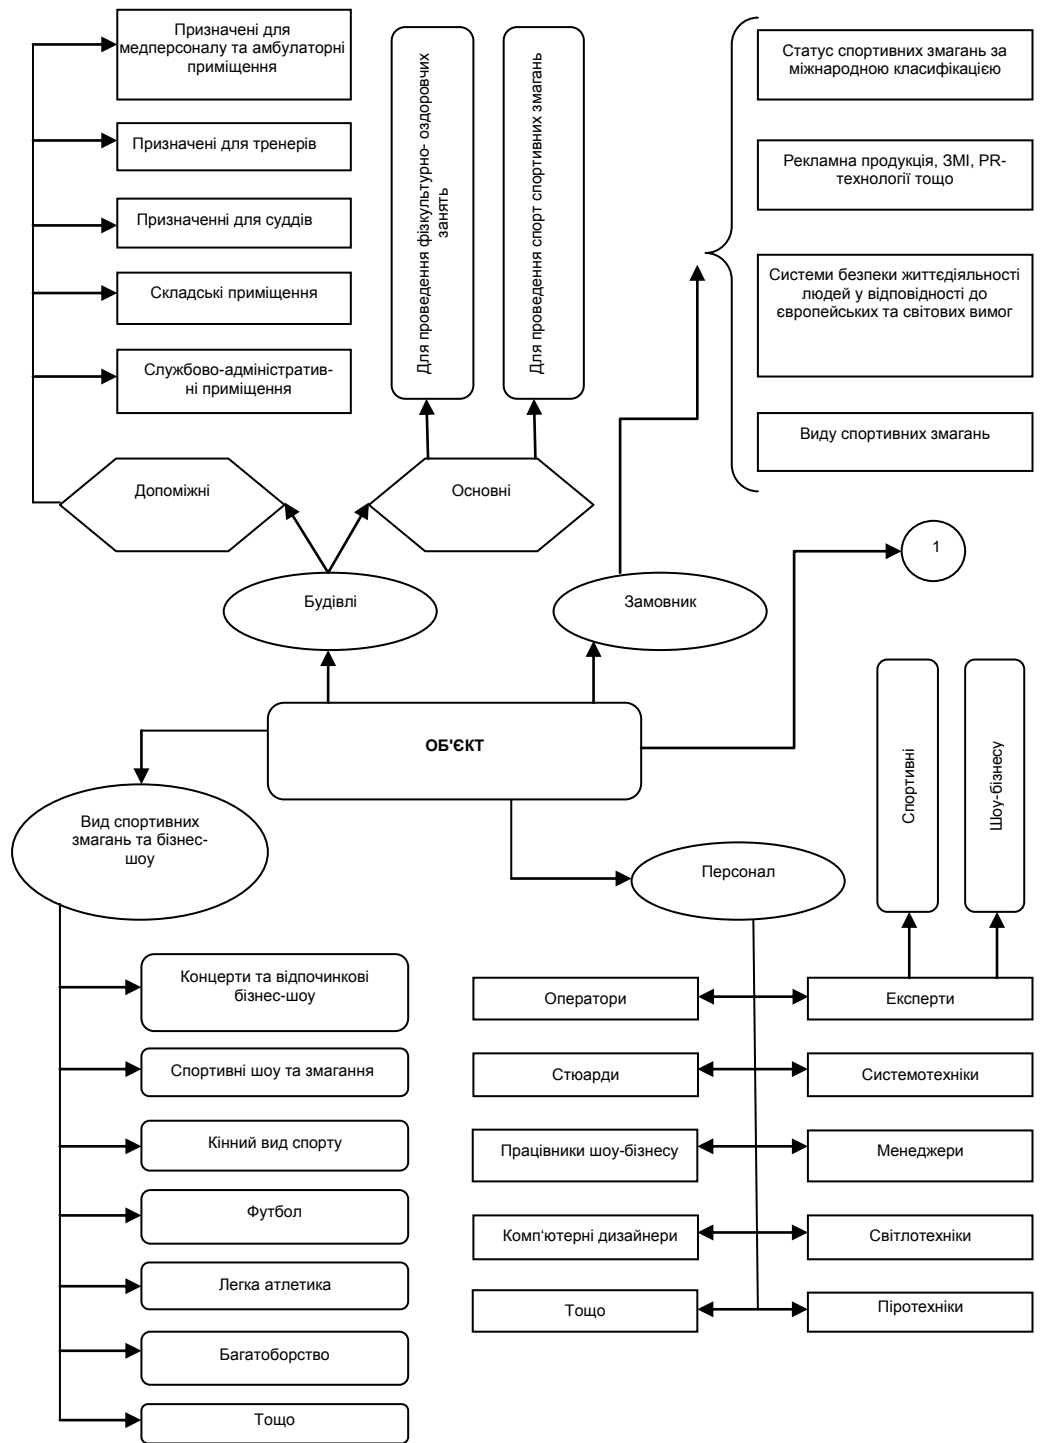 Призначені для
медперсоналу та амбулаторні
приміщення
Призначені для тренерів
Призначенні для суддів
Складські приміщення
Службово-адміністратив-
ні приміщення
Для проведення фізкультурно- оздоровчих
занять
Для проведення спорт спортивних змагань
Статус спортивних змагань за
міжнародною класифікацією
Рекламна продукція, ЗМІ, PR-
технології тощо
Системи безпеки життєдіяльності
людей у відповідності до
європейських та світових вимог
Виду спортивних змагань
Допоміжні
Основні
1
Будівлі
Замовник
ОБ'ЄКТ
Спортивні
Шоу-бізнесу
Вид спортивних
змагань та бізнес-
шоу
Персонал
Концерти та відпочинкові
бізнес-шоу
Спортивні шоу та змагання
Кінний вид спорту
Футбол
Легка атлетика
Багатоборство
Тощо
Оператори
Експерти
Стюарди
Системотехніки
Працівники шоу-бізнесу
Менеджери
Комп'ютерні дизайнери
Світлотехніки
Тощо
Піротехніки